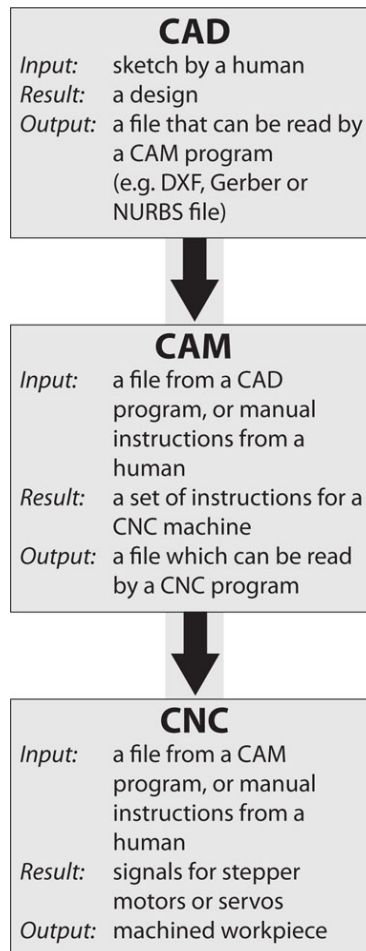 CAD
Input: sketch by a human
Result: a design
Output: a file that can be read by
a CAM program
(e.g. DXF, Gerber or
NURBS file)
CAM
Input: a file from a CAD
program, or manual
instructions from a
human
Result: a set of instructions for a
CNC machine
Output: a file which can be read
by a CNC program
CNC
Input: a file from a CAM
program, or manual
instructions from a
human
Result: signals for stepper
motors or servos
Output: machined workpiece